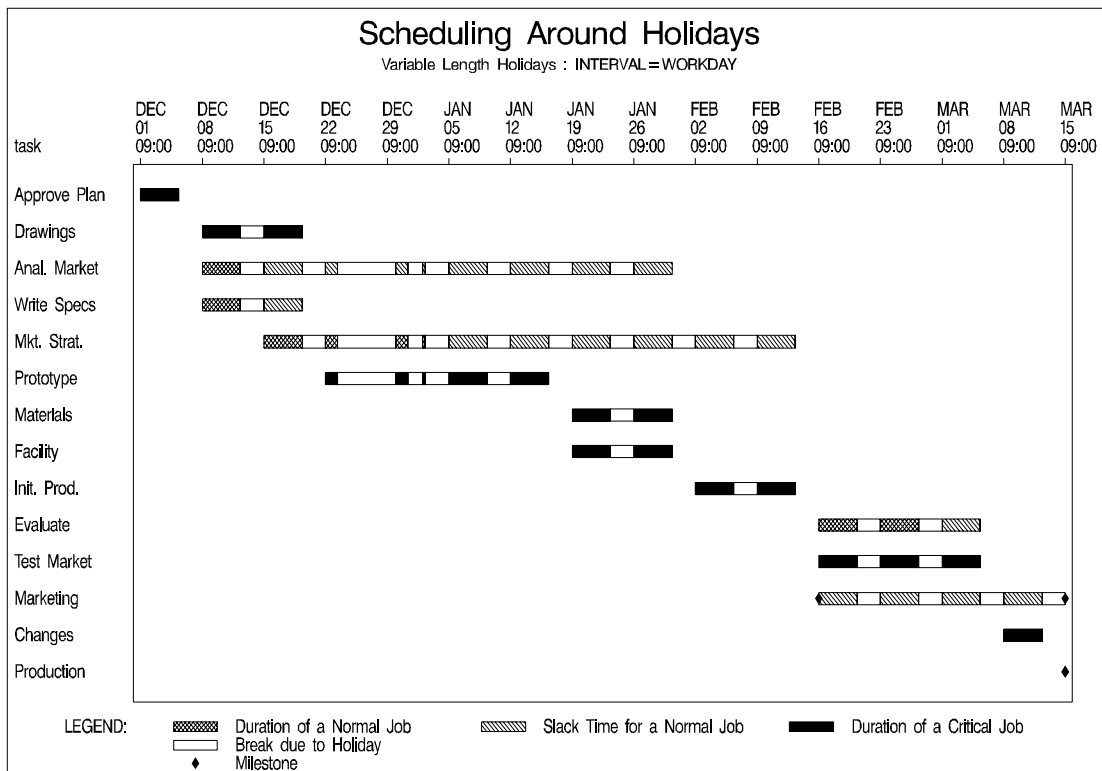 Scheduling Around Holidays
Variable Length Holidays : INTERVAL=WORKDAY
DEC DEC DEC DEC DEC JAN JAN JAN JAN FEB FEB FEB FEB MAR MAR MAR
01 08 15 22 29 05 12 19 26 02 09 16 23 01 08 15
task 09:00 09:00 09:00 09:00 09:00 09:00 09:00 09:00 09:00 09:00 09:00 09:00 09:00 09:00 09:00 09:00
Approve Plan
Drawings
Anal. Market
Write Specs
Mkt. Strat.
Prototype
Materials
Facility
Init. Prod.
Evaluate
Test Market
Marketing
Changes
Production
LEGEND: Duration of a Normal Job Slack Time for a Normal Job Duration of a Critical Job
Break due to Holiday
Milestone